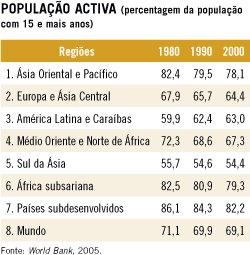 POPULAÇÃO ACTIVA (percentagem da população
com 15 e mais anos)
Regiões 1980 1990 2000
1. Ásia Oriental e Pacífico 82,4 79,5 78,1
2. Europa e Ásia Central 67,9 65,7 64,4
3. América Latina e Caraíbas 59,9 62,4 63,0
4. Médio Oriente e Norte de África 72,3 68,6 67,3
5. Sul da Ásia 55,7 54,6 54,4
6. África subsariana 82,5 80,9 79,3
7. Países subdesenvolvidos 86,1 84,3 82,2
8. Mundo 71,1 69,9 69,1
Fonte: World Bank, 2005.